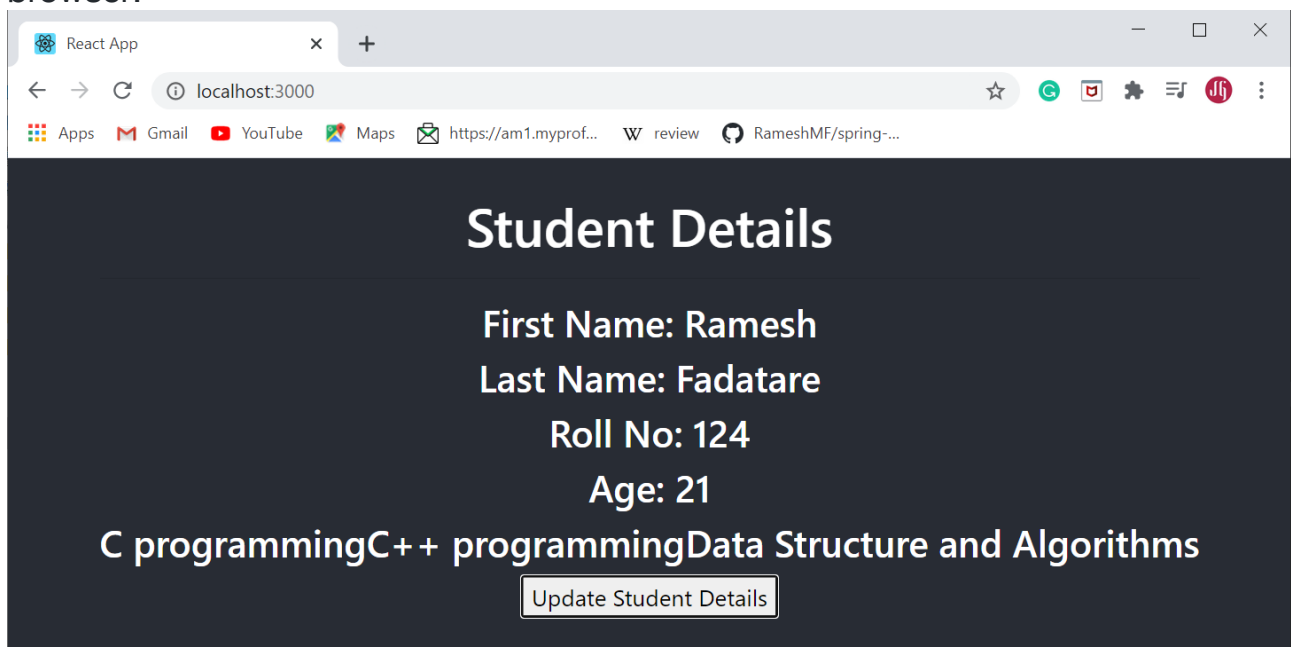 browser:
React App
localhost:3000
Apps Gmail YouTube Maps https://am1.myprof... W review RameshMF/spring-...
Student Details
First Name: Ramesh
Last Name: Fadatare
Roll No: 124
Age: 21
C programmingC++ programmingData Structure and Algorithms
Update Student Details